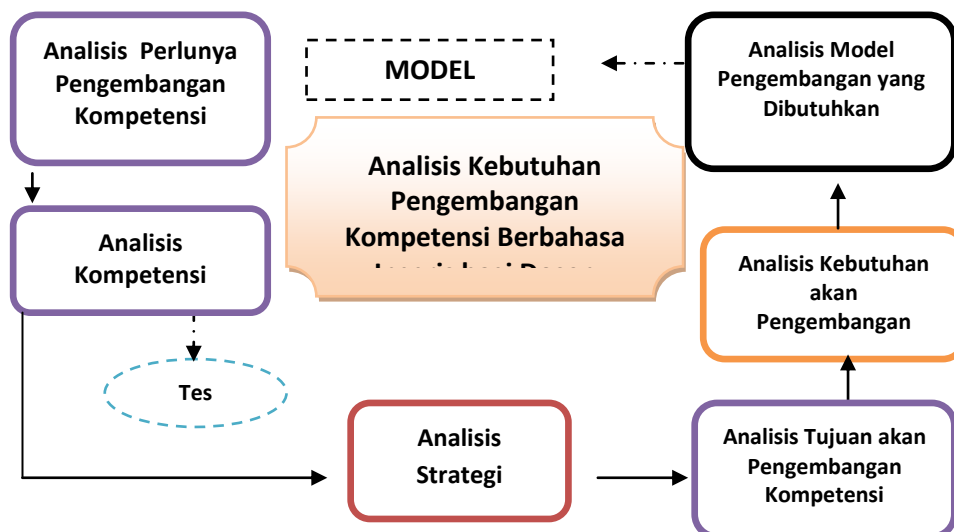 Analisis Perlunya
Pengembangan
Kompetensi
MODEL
Analisis Model
Pengembangan yang
Dibutuhkan
Analisis Kebutuhan
Pengembangan
Kompetensi Berbahasa
Analisis
Kompetensi
Analisis Kebutuhan
akan
Pengembangan
Tes
Analisis
Strategi
Analisis Tujuan akan
Pengembangan
Kompetensi